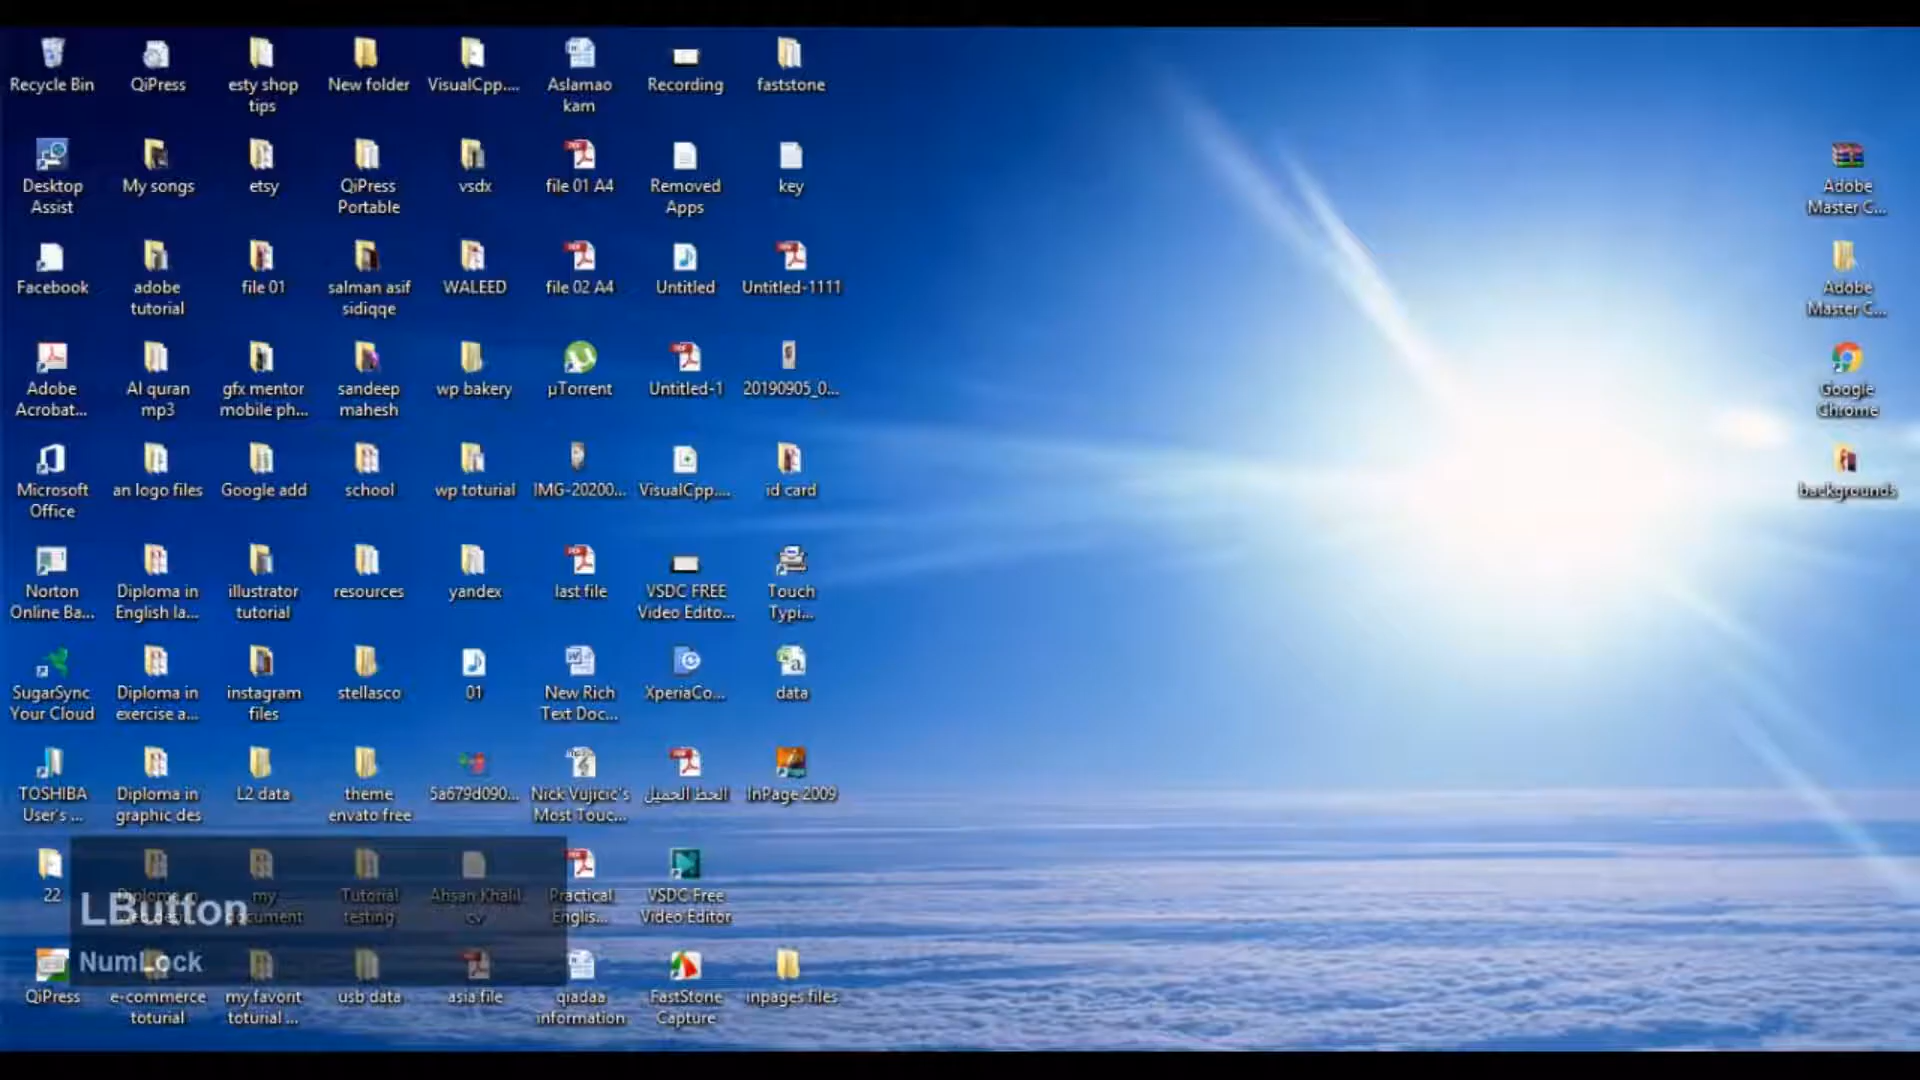 Recycle Bin
QiPress
esty shop
tips
New folder
VisualCpp....
Aslamao
kam
Recording
faststone
Desktop
Assist
My songs
etsy
QiPress
Portable
vsdx
file 01 A4
Removed
Apps
key
Adobe
Master C...
Facebook
adobe
tutorial
file 01
salman asif
sidiqqe
WALEED
file 02 A4
Untitled
Untitled-1111
Adobe
Master C...
Adobe
Acrobat...
Al quran
mp3
gfx mentor
mobile ph...
sandeep
mahesh
wp bakery
µTorrent
Untitled-1
20190905_0...
Google
Chrome
Microsoft
Office
an logo files
Google add
school
wp toturial
IMG-20200...
VisualCpp....
id card
backgrounds
Norton
Online Ba...
Diploma in
English la...
illustrator
tutorial
resources
yandex
last file
VSDC FREE
Video Edito...
Touch
Typi...
SugarSync
Your Cloud
Diploma in
exercise a...
instagram
files
stellasco
01
New Rich
Text Doc...
XperiaCo...
data
TOSHIBA
User's ...
Diploma in
graphic des
L2 data
theme
envato free
5a679d090...
Nick Vujicic's
Most Touc...
الخط الجميل
InPage 2009
22
Diploma in
my
document
Tutorial
testing
Ahsan Khalil
cv
Practical
Englis...
VSDC Free
Video Editor
LButton
NumLock
QiPress
e-commerce
toturial
my favorit
toturial ...
usb data
asia file
qiadaa
information
FastStone
Capture
inpages files